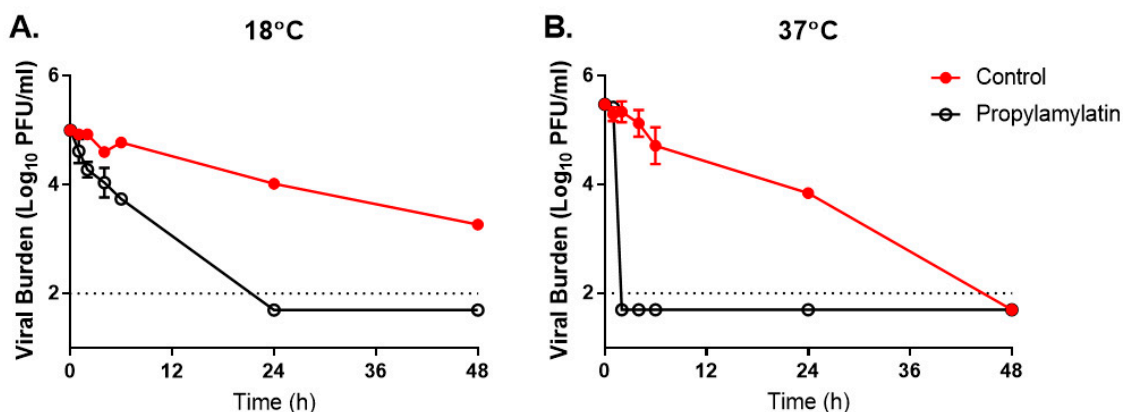 A.
18°C
Viral Burden (Log10 PFU/ml)
6
4
2
0
12
24
36
48
Time (h)
B.
37°C
Viral Burden (Log10 PFU/ml)
6
4
2
0
12
24
36
48
Time (h)
Control
Propylamylatin